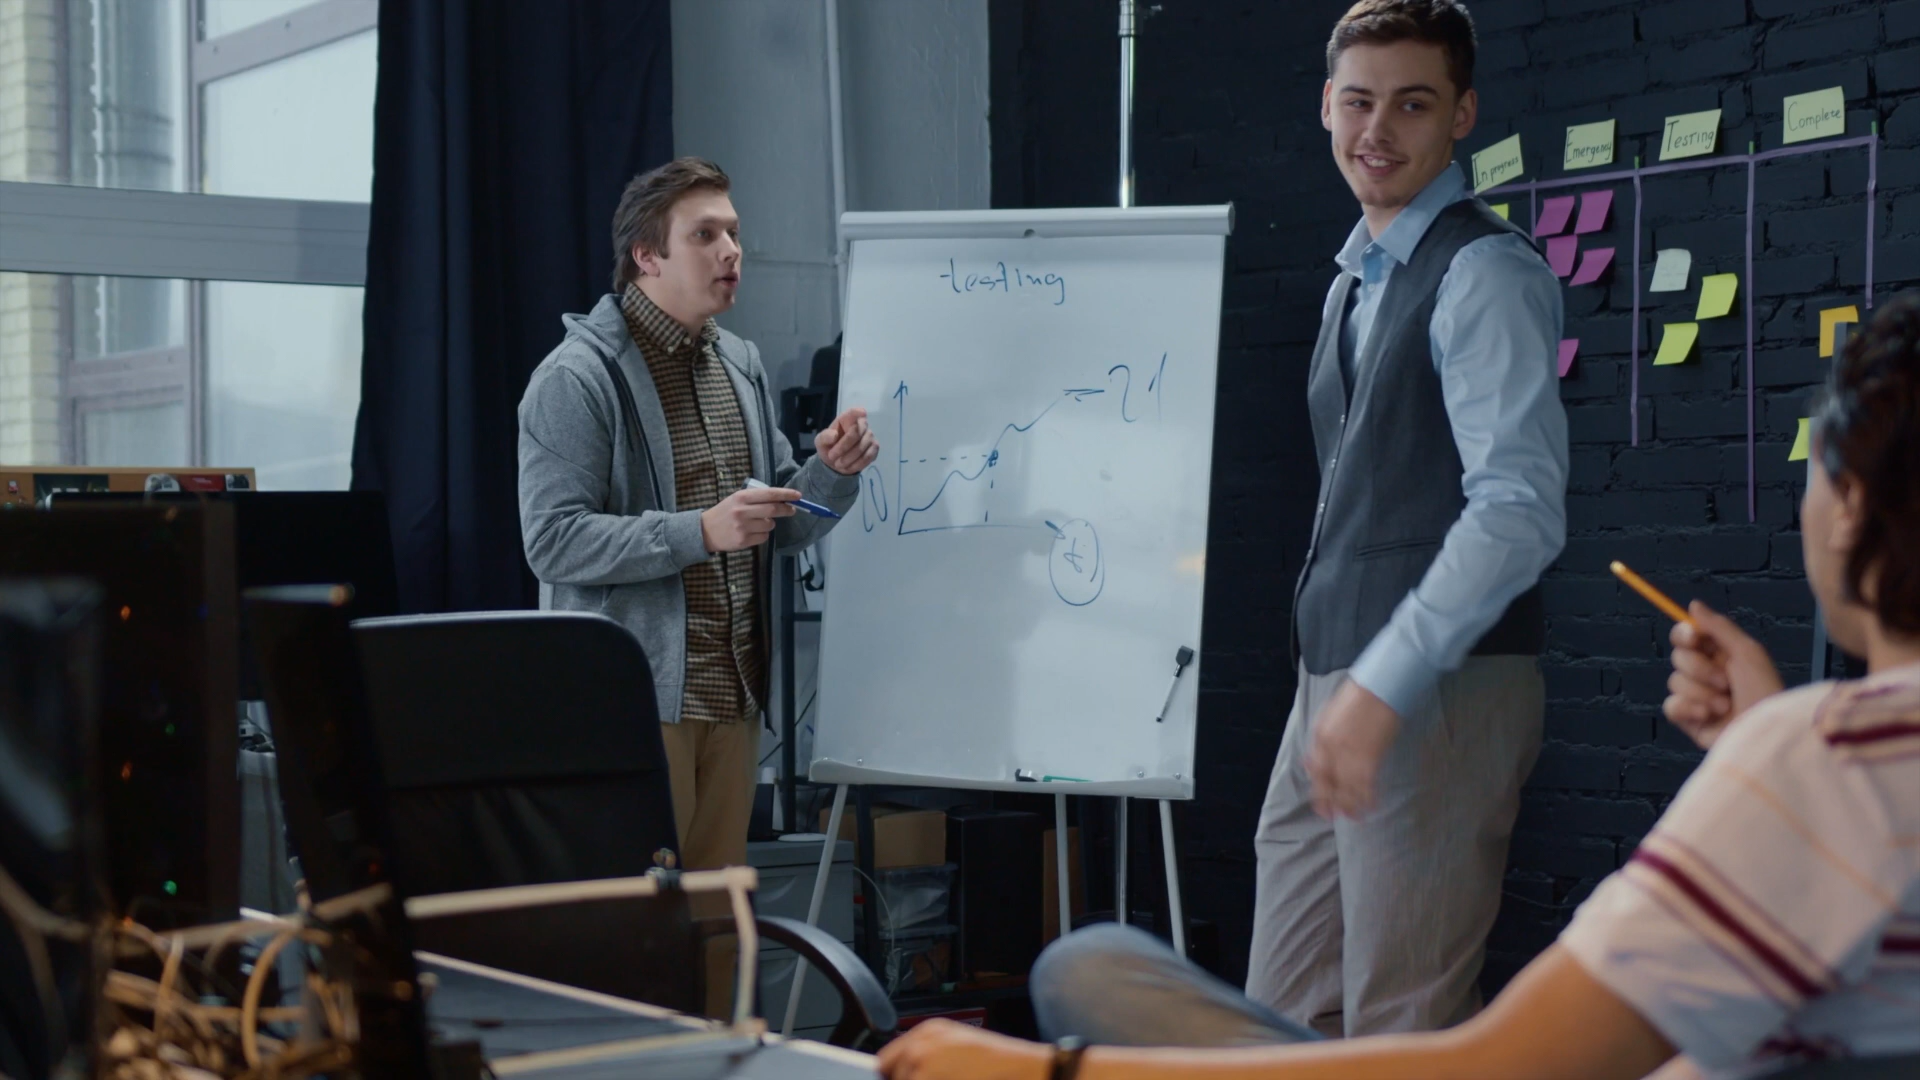 testing
21
In progress
Emergency
Testing
Complete